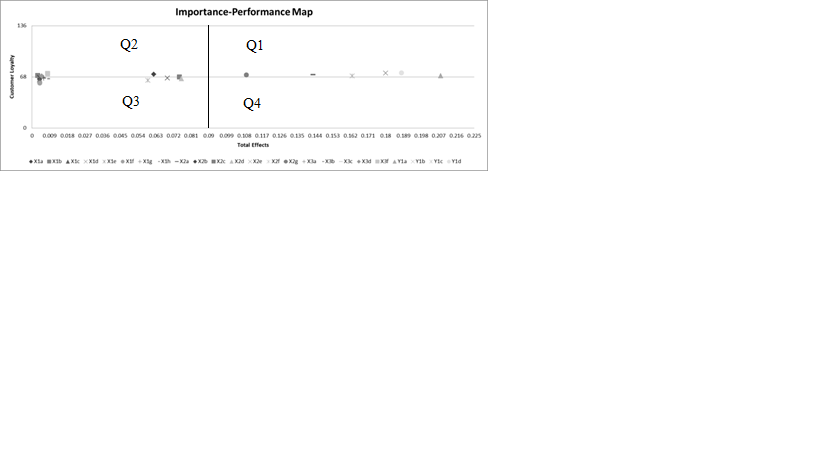 Importance-Performance Map
136
Q2
Q1
Customer Loyalty
68
Q3
Q4
0
0 0.009 0.018 0.027 0.036 0.045 0.054 0.063 0.072 0.081 0.09 0.099 0.108 0.117 0.126 0.135 0.144 0.153 0.162 0.171 0.18 0.189 0.198 0.207 0.216 0.225
Total Effects
X1a X1b X1c X1d X1e X1f X1g X1h X2a X2b X2c X2d X2e X2f X2g X3a X3b X3c X3d X3f Y1a Y1b Y1c Y1d